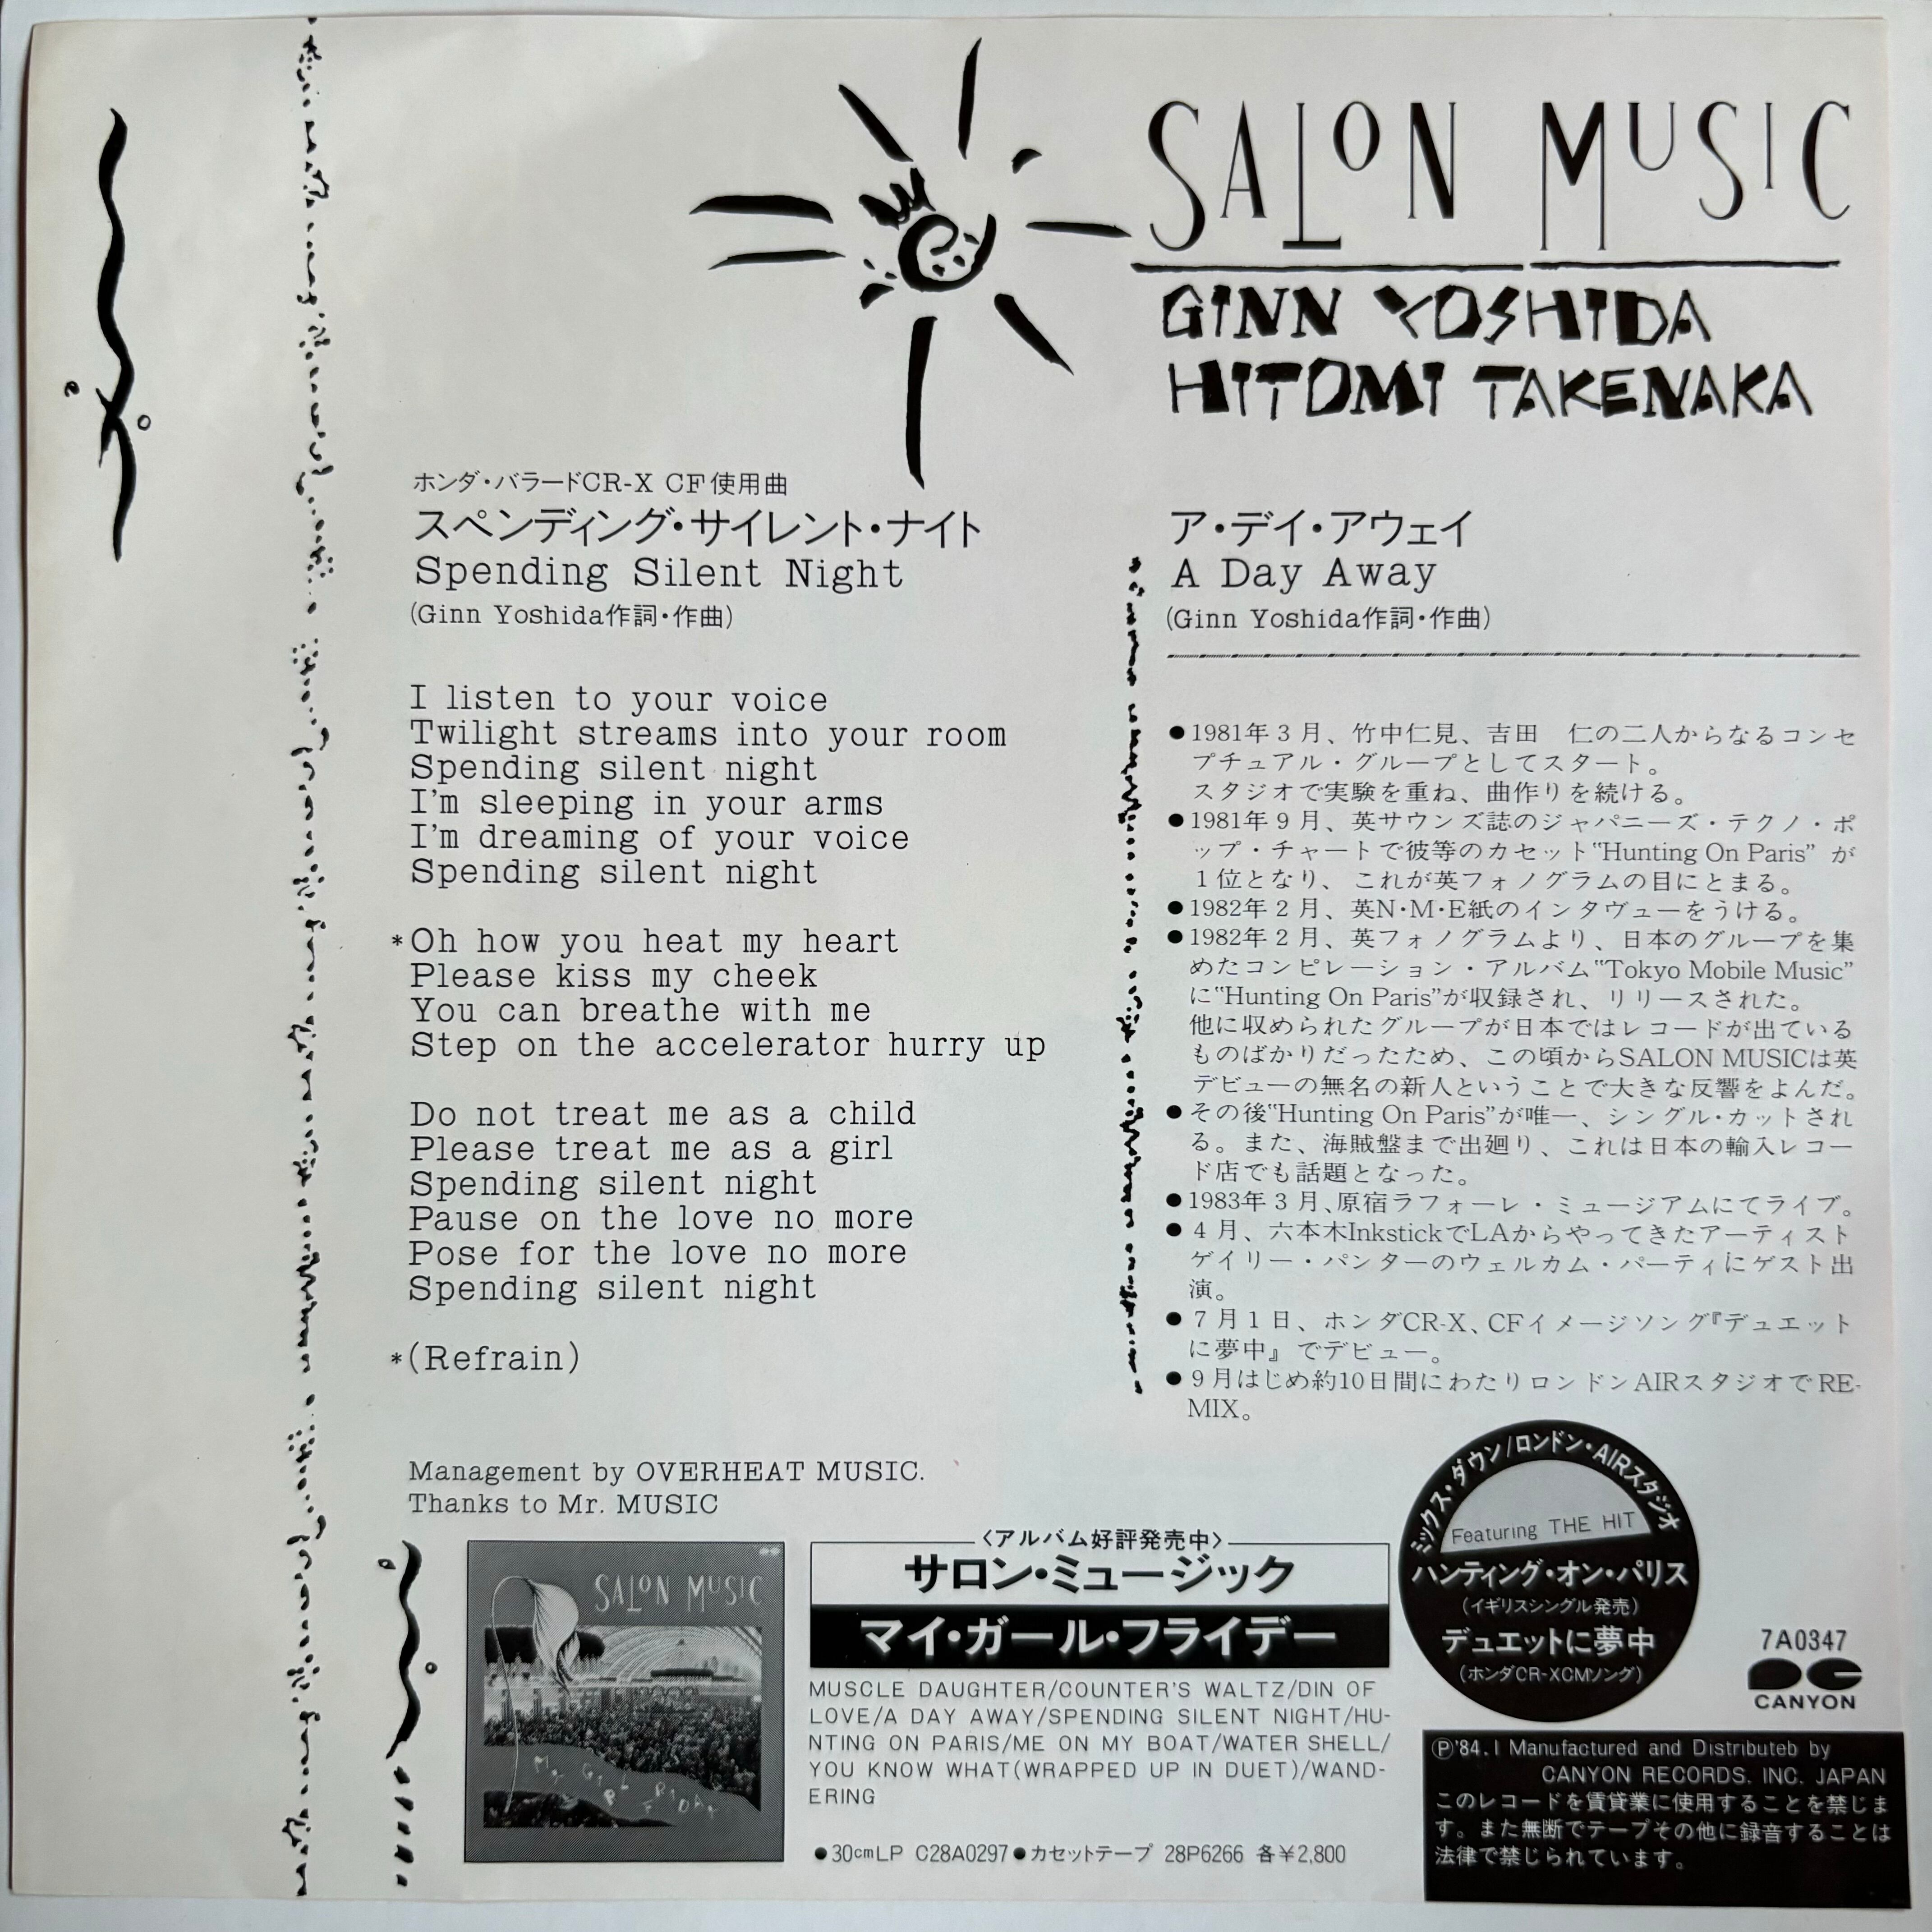 SALON MUSIC
GINN YOSHIDA
HITOMI TAKENAKA
ホンダ・バラードCR-X CF使用曲
スペンディング・サイレント・ナイト
Spending Silent Night
(Ginn Yoshida作詞・作曲)
I listen to your voice
Twilight streams into your room
Spending silent night
I'm sleeping in your arms
I'm dreaming of your voice
Spending silent night
*Oh how you heat my heart
Please kiss my cheek
You can breathe with me
Step on the accelerator hurry up
Do not treat me as a child
Please treat me as a girl
Spending silent night
Pause on the love no more
Pose for the love no more
Spending silent night
*(Refrain)
Management by OVERHEAT MUSIC.
Thanks to Mr. MUSIC
ア・デイ・アウェイ
A Day Away
(Ginn Yoshida作詞・作曲)
●1981年3月、竹中仁見、吉田　仁の二人からなるコンセ
プチュアル・グループとしてスタート。
スタジオで実験を重ね、曲作りを続ける。
●1981年9月、英サウンズ誌のジャパニーズ・テクノ・ポ
ップ・チャートで彼等のカセット"Hunting On Paris" が
1位となり、これが英フォノグラムの目にとまる。
●1982年2月、英N・M・E紙のインタヴューをうける。
●1982年2月、英フォノグラムより、日本のグループを集
めたコンピレーション・アルバム"Tokyo Mobile Music"
に"Hunting On Paris"が収録され、リリースされた。
他に収められたグループが日本ではレコードが出ている
ものばかりだったため、この頃からSALON MUSICは英
デビューの無名の新人ということで大きな反響をよんだ。
●その後"Hunting On Paris"が唯一、シングル・カットされ
る。また、海賊盤まで出廻り、これは日本の輸入レコー
ド店でも話題となった。
●1983年3月、原宿ラフォーレ・ミュージアムにてライブ。
●4月、六本木InkstickでLAからやってきたアーティスト
ゲイリー・パンターのウェルカム・パーティにゲスト出
演。
●7月1日、ホンダCR-X、CFイメージソング『デュエット
に夢中』でデビュー。
●9月はじめ約10日間にわたりロンドンAIRスタジオでRE-
MIX。
SALON MUSIC
MY GIRL FRIDAY
〈アルバム好評発売中〉
サロン・ミュージック
マイ・ガール・フライデー
MUSCLE DAUGHTER/COUNTER'S WALTZ/DIN OF
LOVE/A DAY AWAY/SPENDING SILENT NIGHT/HU-
NTING ON PARIS/ME ON MY BOAT/WATER SHELL/
YOU KNOW WHAT(WRAPPED UP IN DUET)/WAND-
ERING
●30cmLP C28A0297●カセットテープ 28P6266 各¥2,800
ミックス・ダウン/ロンドン・AIRスタジオ
Featuring THE HIT
ハンティング・オン・パリス
(イギリスシングル発売)
デュエットに夢中
(ホンダCR-XCMソング)
7A0347
CANYON
Ⓟ'84.1 Manufactured and Distributeb by
CANYON RECORDS. INC. JAPAN
このレコードを賃貸業に使用することを禁じま
す。また無断でテープその他に録音することは
法律で禁じられています。